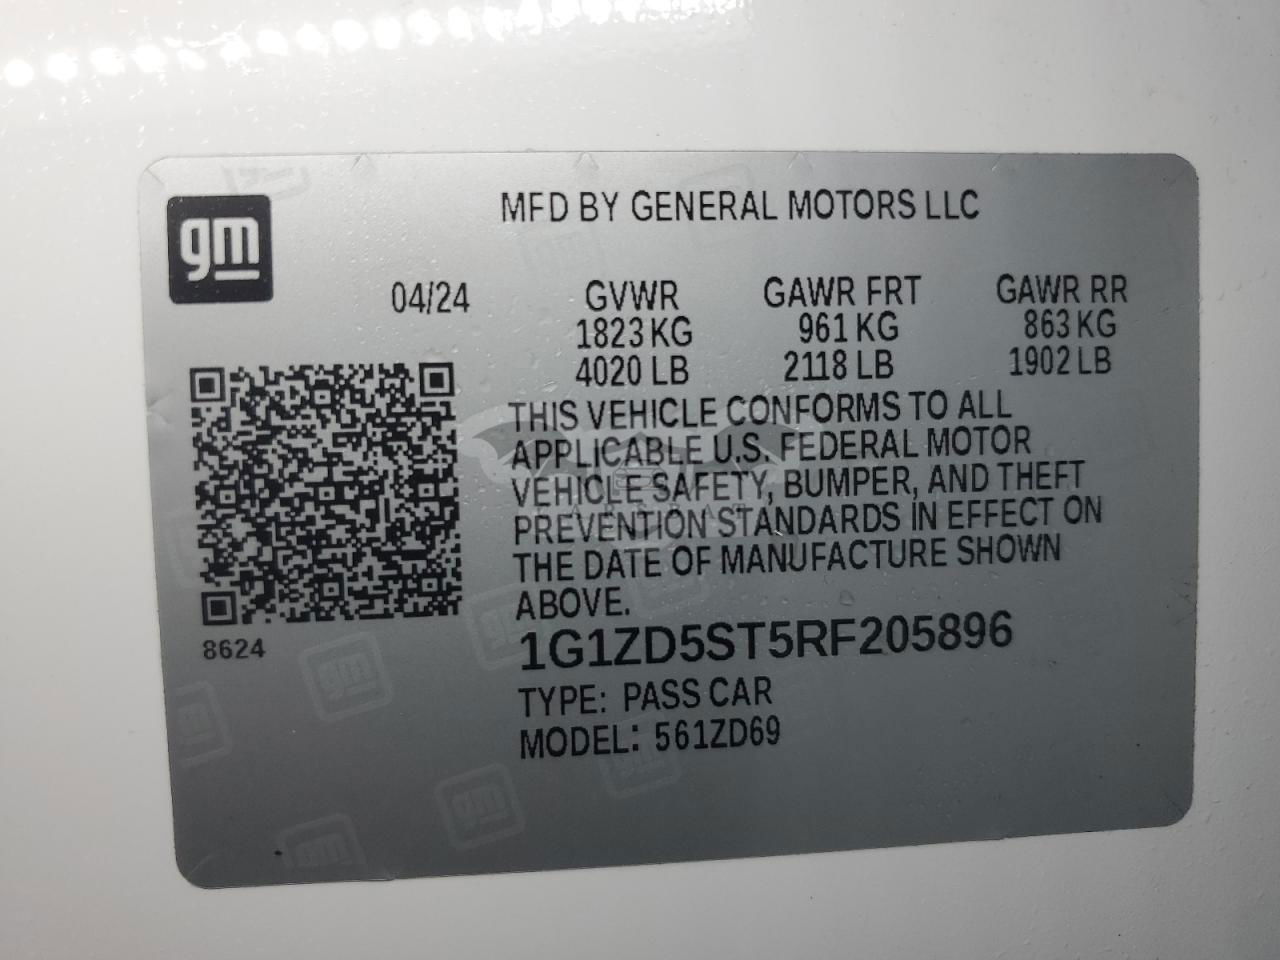 gm
MFD BY GENERAL MOTORS LLC
04/24
GVWR GAWR FRT GAWR RR
1823 KG 961 KG 863 KG
4020 LB 2118 LB 1902 LB
THIS VEHICLE CONFORMS TO ALL
APPLICABLE U.S. FEDERAL MOTOR
VEHICLE SAFETY, BUMPER, AND THEFT
PREVENTION STANDARDS IN EFFECT ON
THE DATE OF MANUFACTURE SHOWN
ABOVE.
8624
1G1ZD5ST5RF205896
TYPE: PASS CAR
MODEL: 561ZD69